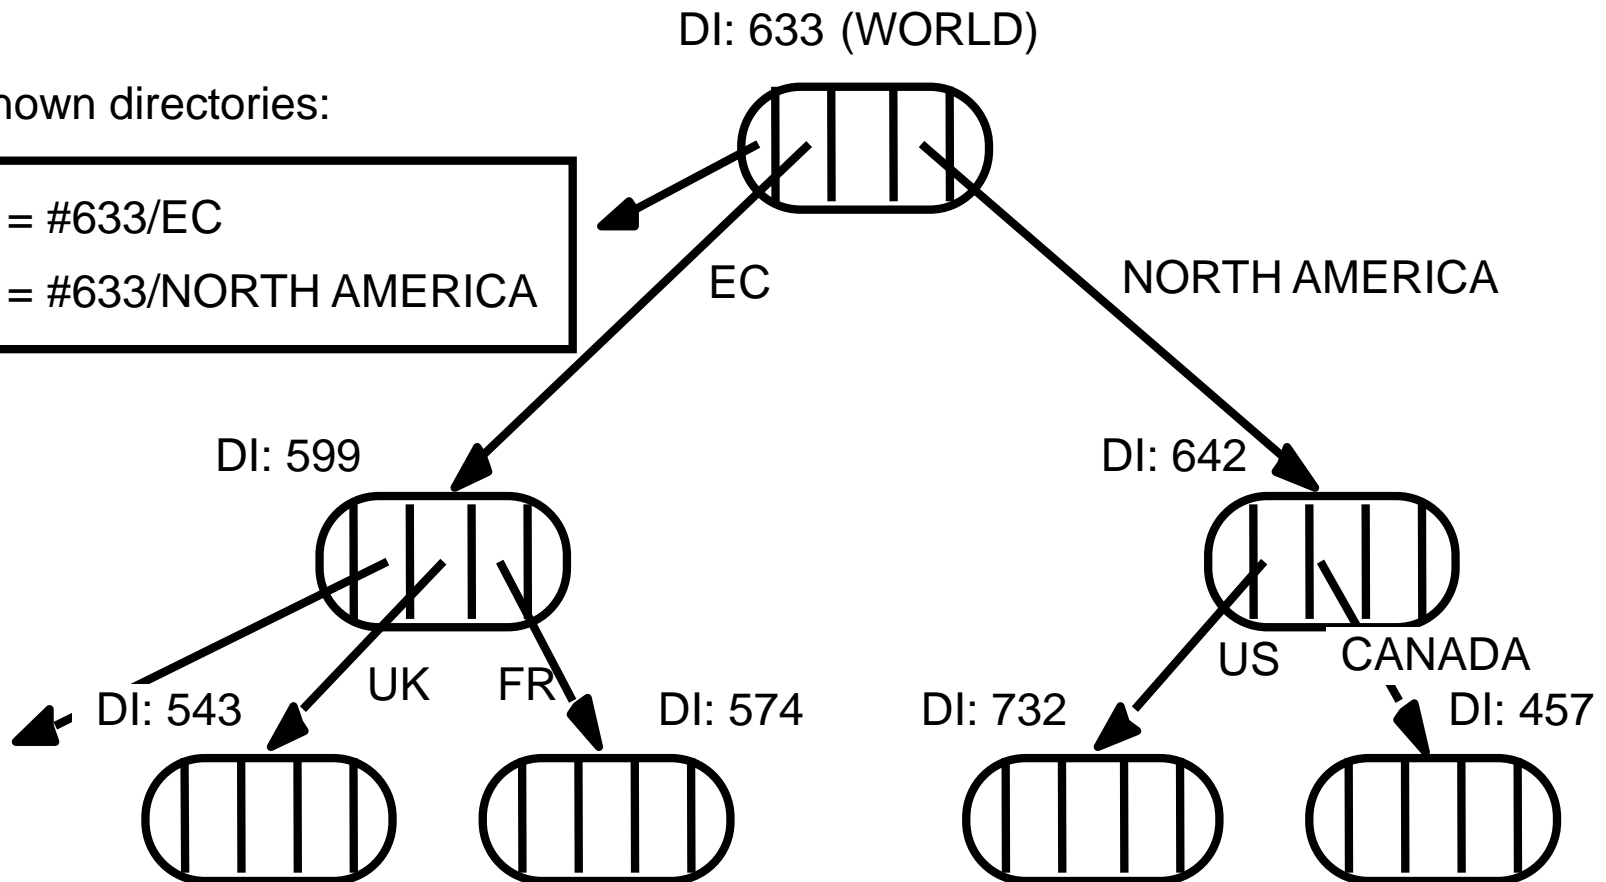 DI: 633 (WORLD)
nown directories:
= #633/EC
= #633/NORTH AMERICA
EC
NORTH AMERICA
DI: 599
DI: 642
UK
FR
US
CANADA
DI: 543
DI: 574
DI: 732
DI: 457